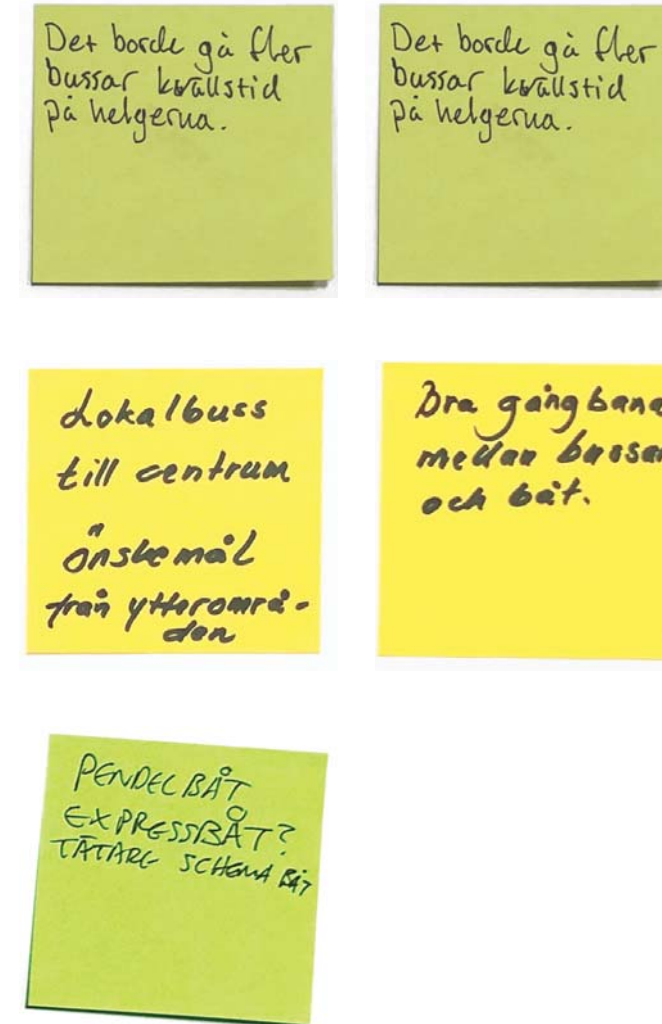 Det borde gå fler
bussar kvällstid
på helgerna.
Det borde gå fler
bussar kvällstid
på helgerna.
Lokalbuss
till centrum
önskemål
från ytterområ-
den
Bra gångbana
mellan bussar
och båt.
PENDELBÅT
EXPRESSBÅT?
TÄTARE SCHEMA BÅT